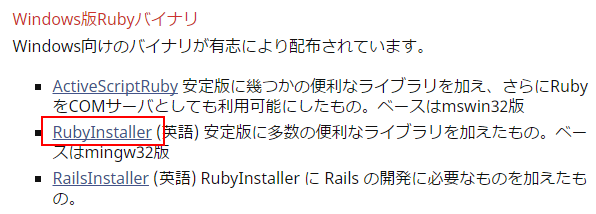 Windows版Rubyバイナリ
Windows向けのバイナリが有志により配布されています。
ActiveScriptRuby 安定版に幾つかの便利なライブラリを加え、さらにRuby
をCOMサーバとしても利用可能にしたもの。ベースはmswin32版
RubyInstaller (英語) 安定版に多数の便利なライブラリを加えたもの。ベー
スはmingw32版
RailsInstaller (英語) RubyInstaller に Rails の開発に必要なものを加えたも
の。